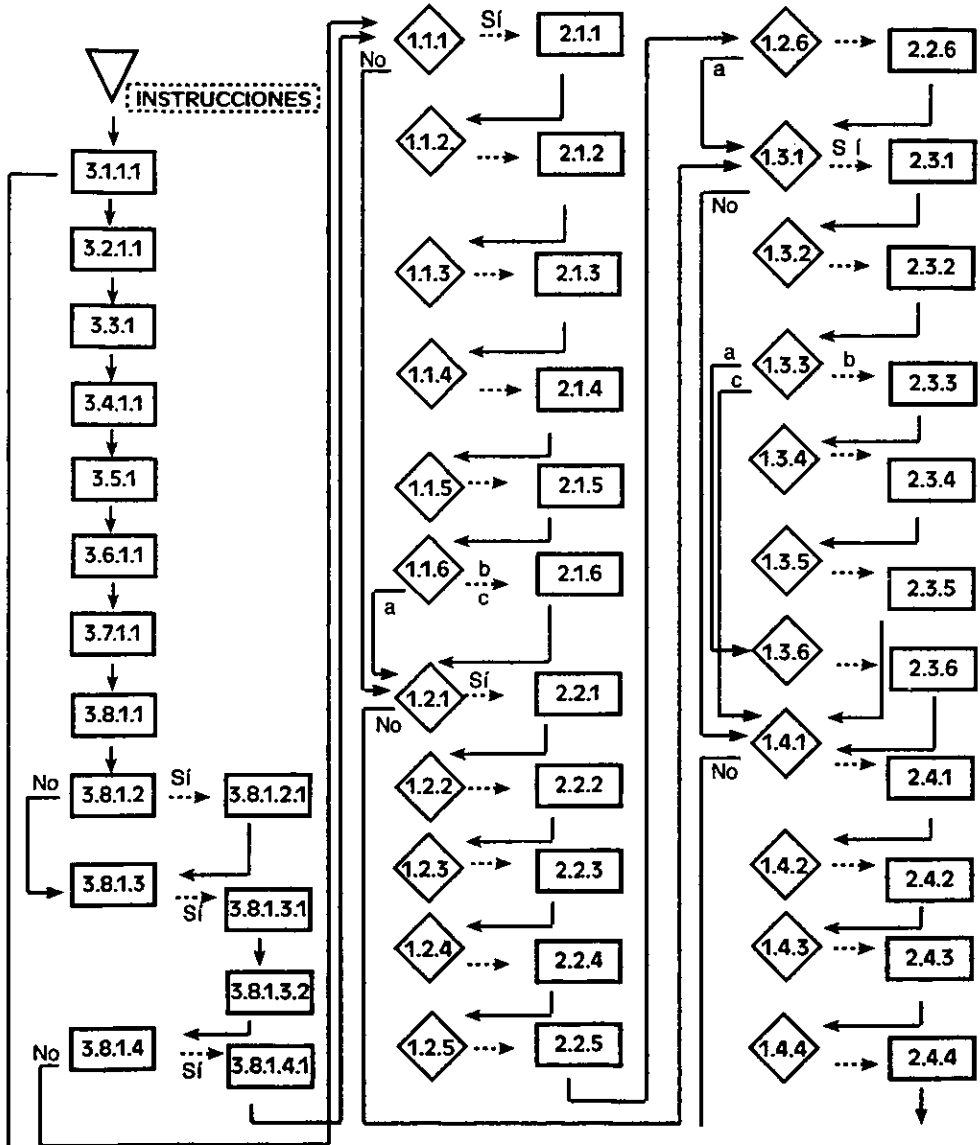 INSTRUCCIONES
3.1.1.1
3.2.1.1
3.3.1
3.4.1.1
3.5.1
3.6.1.1
3.7.1.1
3.8.1.1
No
3.8.1.2
Sí
3.8.1.2.1
3.8.1.3
Sí
3.8.1.3.1
3.8.1.3.2
No
3.8.1.4
Sí
3.8.1.4.1
1.1.1
Sí
2.1.1
No
1.1.2.
2.1.2
1.1.3
2.1.3
1.1.4
2.1.4
1.1.5
2.1.5
1.1.6
b
c
2.1.6
a
1.2.1
Sí
2.2.1
No
1.2.2
2.2.2
1.2.3
2.2.3
1.2.4
2.2.4
1.2.5
2.2.5
1.2.6
2.2.6
a
1.3.1
S í
2.3.1
No
1.3.2
2.3.2
a
1.3.3
b
2.3.3
c
1.3.4
2.3.4
1.3.5
2.3.5
1.3.6
2.3.6
1.4.1
2.4.1
No
1.4.2
2.4.2
1.4.3
2.4.3
1.4.4
2.4.4